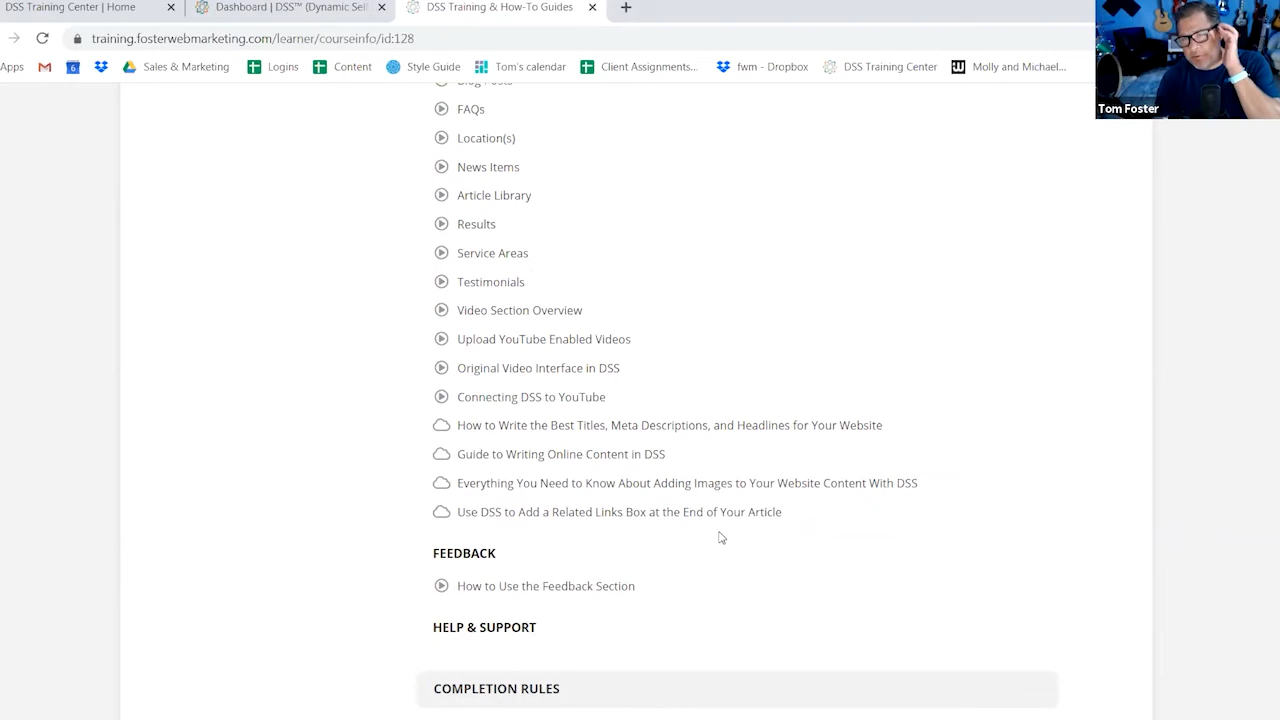 DSS Training Center | Home
Dashboard | DSS™ (Dynamic Sel
DSS Training & How-To Guides
training.fosterwebmarketing.com/learner/courseinfo/id:128
Apps Sales & Marketing Logins Content Style Guide Tom's calendar Client Assignments... fwm - Dropbox DSS Training Center Molly and Michael...
Tom Foster
Blog Posts
FAQs
Location(s)
News Items
Article Library
Results
Service Areas
Testimonials
Video Section Overview
Upload YouTube Enabled Videos
Original Video Interface in DSS
Connecting DSS to YouTube
How to Write the Best Titles, Meta Descriptions, and Headlines for Your Website
Guide to Writing Online Content in DSS
Everything You Need to Know About Adding Images to Your Website Content With DSS
Use DSS to Add a Related Links Box at the End of Your Article
FEEDBACK
How to Use the Feedback Section
HELP & SUPPORT
COMPLETION RULES